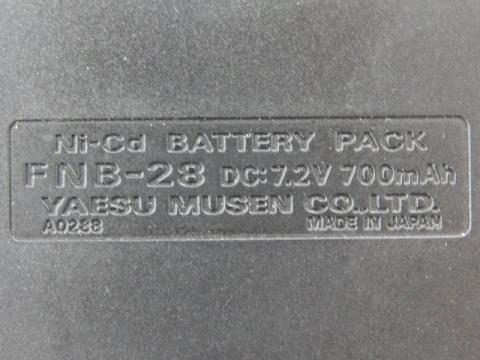 Ni-Cd BATTERY PACK
FNB-28 DC:7.2V 700mAh
YAESU MUSEN CO.,LTD.
A0288 MADE IN JAPAN